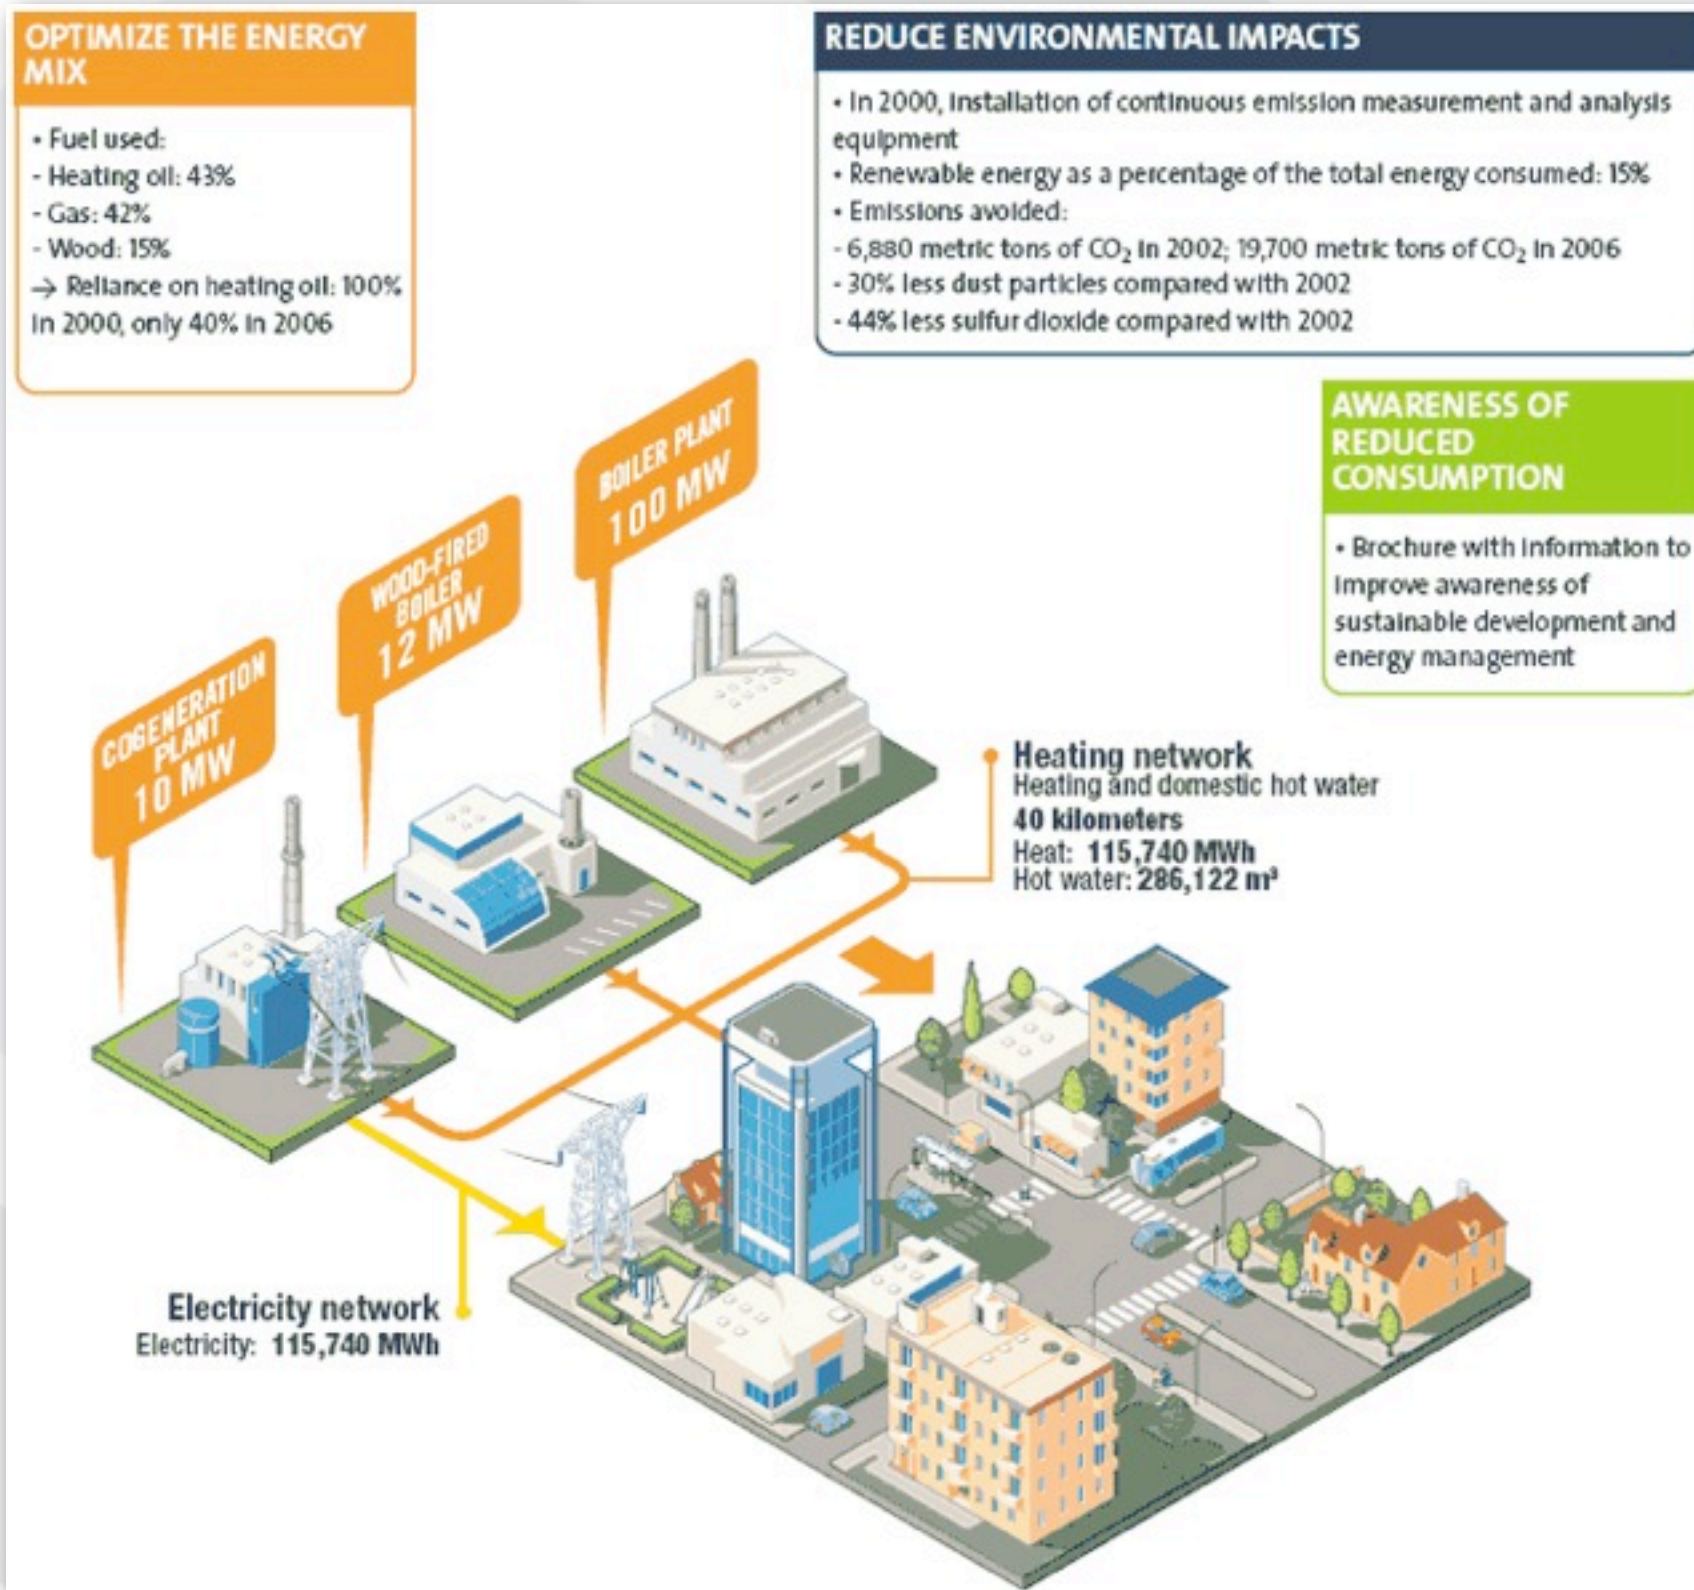 OPTIMIZE THE ENERGY
MIX
• Fuel used:
- Heating oil: 43%
- Gas: 42%
- Wood: 15%
→ Reliance on heating oil: 100%
in 2000, only 40% in 2006
REDUCE ENVIRONMENTAL IMPACTS
• In 2000, installation of continuous emission measurement and analysis
equipment
• Renewable energy as a percentage of the total energy consumed: 15%
• Emissions avoided:
- 6,880 metric tons of CO₂ in 2002; 19,700 metric tons of CO₂ in 2006
- 30% less dust particles compared with 2002
- 44% less sulfur dioxide compared with 2002
AWARENESS OF
REDUCED
CONSUMPTION
• Brochure with information to
improve awareness of
sustainable development and
energy management
BOILER PLANT
100 MW
WOOD-FIRED
BOILER
12 MW
COGENERATION
PLANT
10 MW
Heating network
Heating and domestic hot water
40 kilometers
Heat: 115,740 MWh
Hot water: 286,122 m³
Electricity network
Electricity: 115,740 MWh